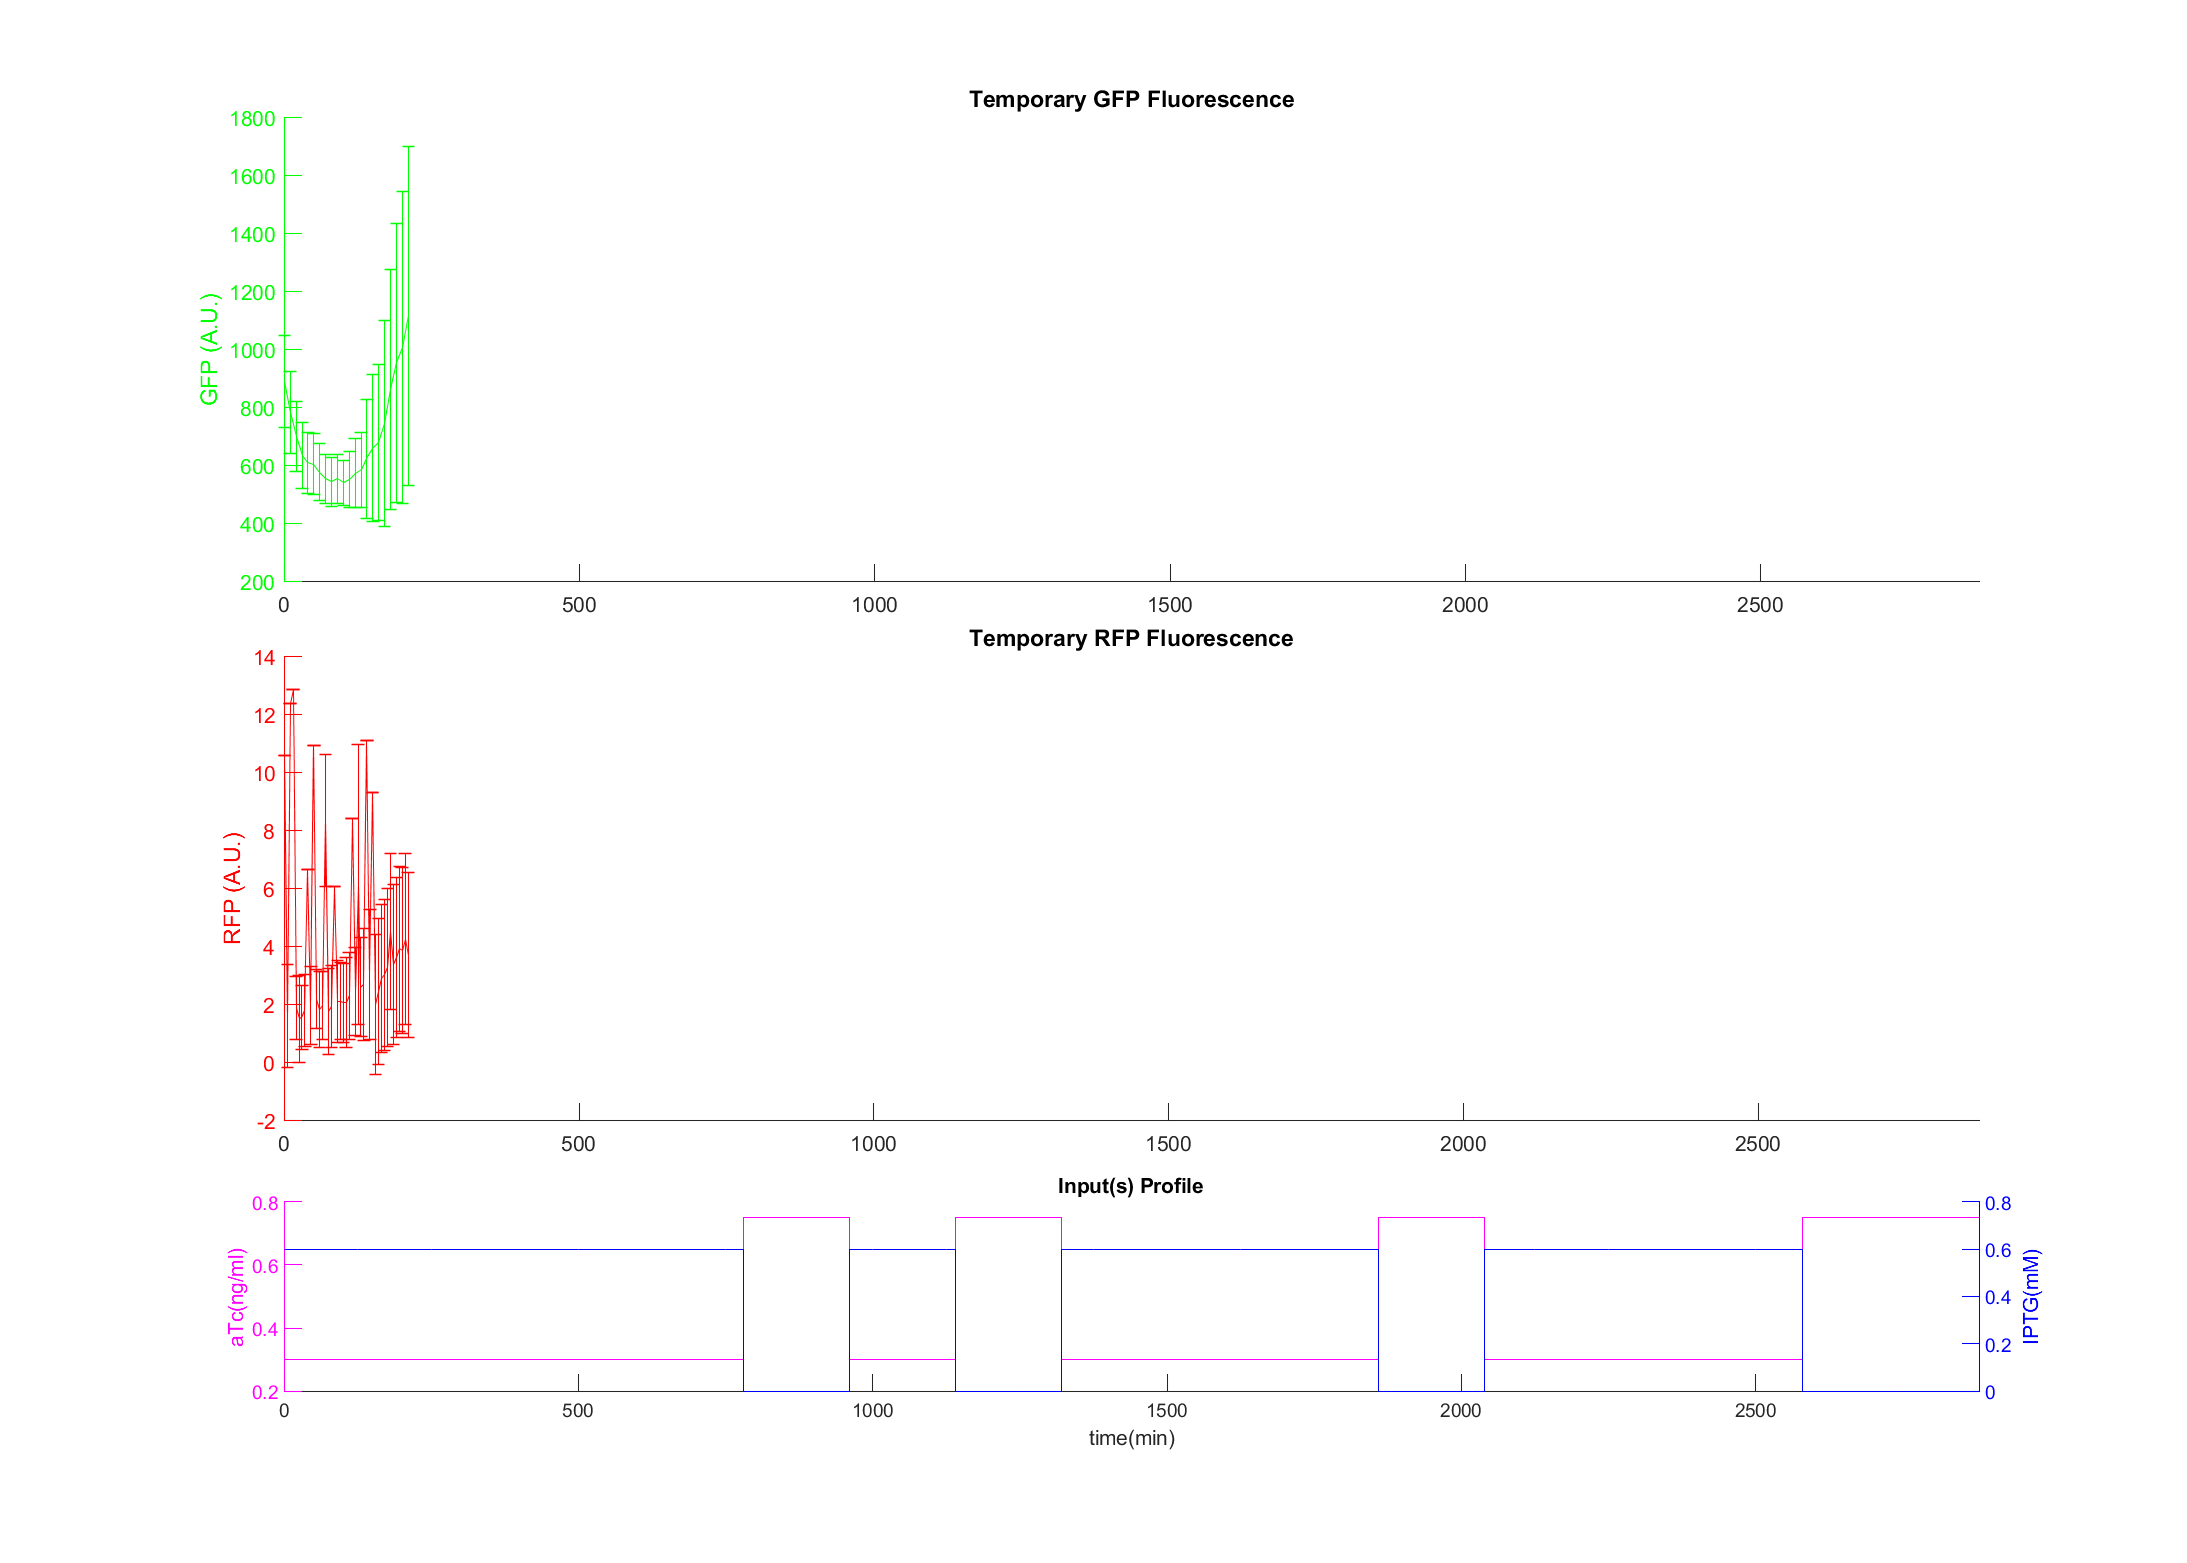 Temporary GFP Fluorescence
1800
1600
1400
1200
1000
800
600
400
200
GFP (A.U.)
0 500 1000 1500 2000 2500
Temporary RFP Fluorescence
14
12
10
8
6
4
2
0
-2
RFP (A.U.)
0 500 1000 1500 2000 2500
Input(s) Profile
0.8
0.6
0.4
0.2
aTc(ng/ml)
0.8
0.6
0.4
0.2
0
IPTG(mM)
0 500 1000 1500 2000 2500
time(min)